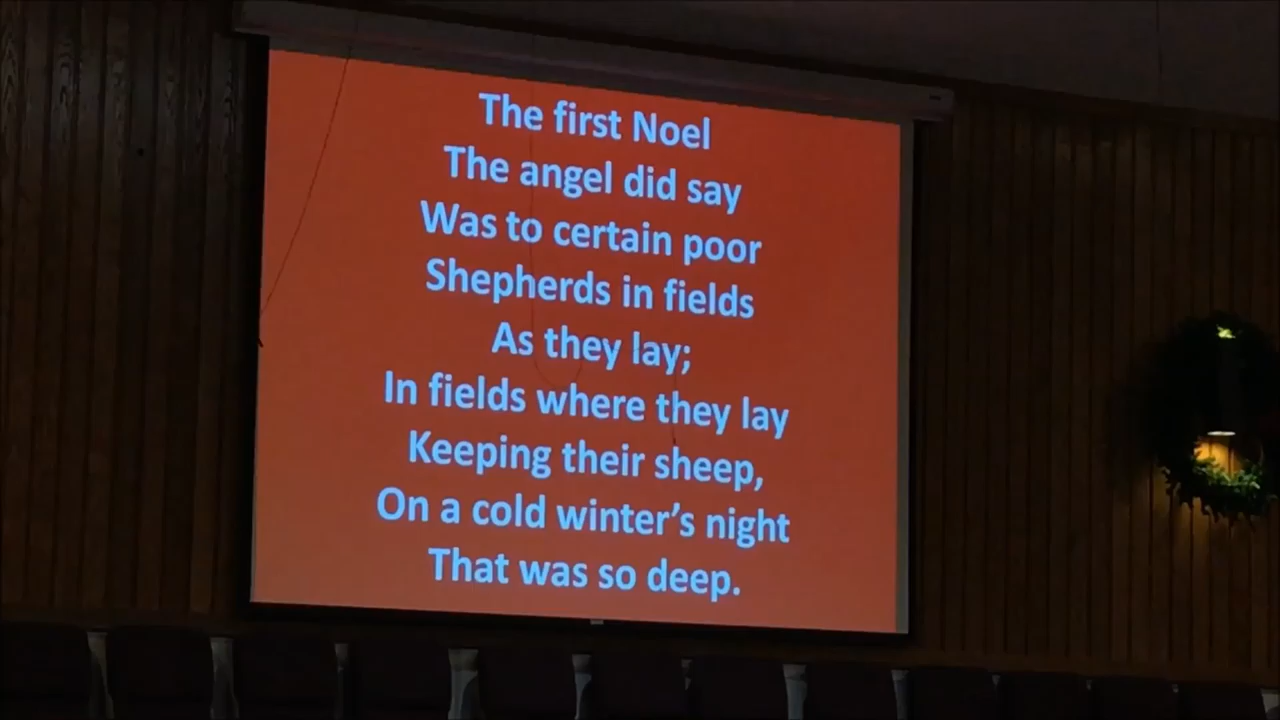 The first Noel
The angel did say
Was to certain poor
Shepherds in fields
As they lay;
In fields where they lay
Keeping their sheep,
On a cold winter’s night
That was so deep.